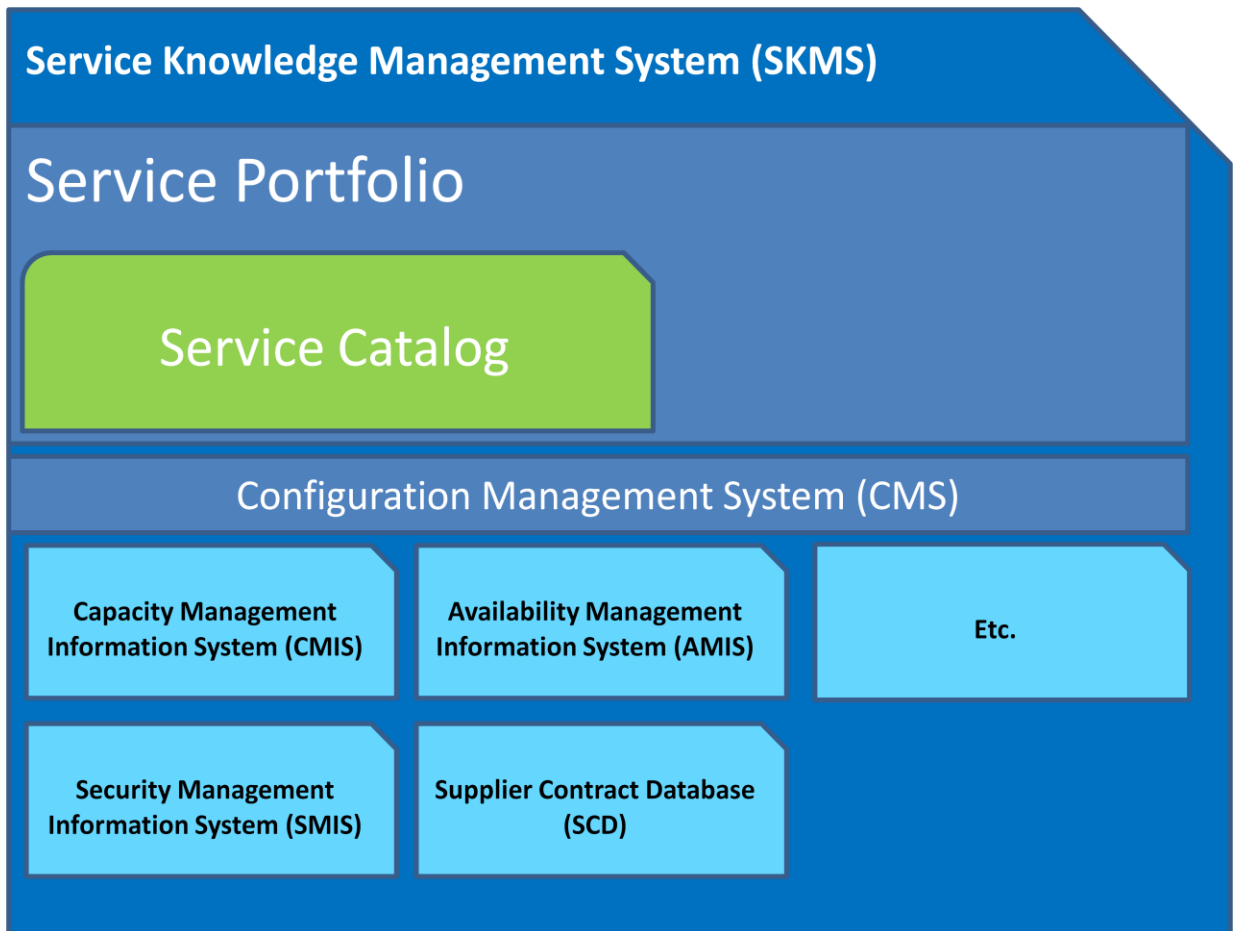 Service Knowledge Management System (SKMS)
Service Portfolio
Service Catalog
Configuration Management System (CMS)
Capacity Management
Information System (CMIS)
Availability Management
Information System (AMIS)
Etc.
Security Management
Information System (SMIS)
Supplier Contract Database
(SCD)